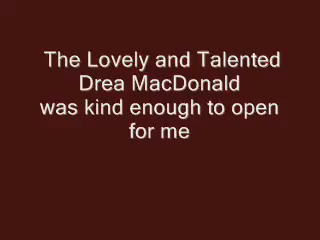 The Lovely and Talented
Drea MacDonald
was kind enough to open
for me